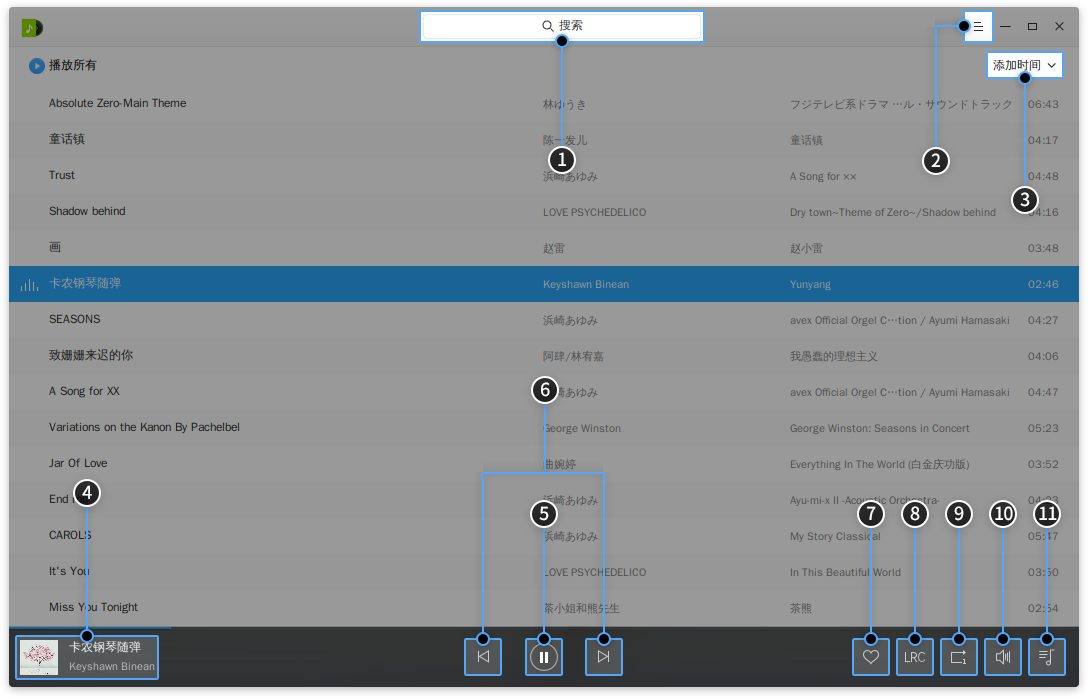 搜索
播放所有
添加时间
Absolute Zero-Main Theme 林ゆうき フジテレビ系ドラマ …ル・サウンドトラック 06:43
童话镇 陈一发儿 童话镇 04:17
1
2
Trust 浜崎あゆみ A Song for ×× 04:48
3
Shadow behind LOVE PSYCHEDELICO Dry town~Theme of Zero~/Shadow behind 04:16
画 赵雷 赵小雷 03:48
卡农钢琴随弹 Keyshawn Binean Yunyang 02:46
SEASONS 浜崎あゆみ avex Official Orgel C…tion / Ayumi Hamasaki 04:27
致姗姗来迟的你 阿肆/林宥嘉 我愚蠢的理想主义 04:06
6
A Song for XX 浜崎あゆみ avex Official Orgel C…tion / Ayumi Hamasaki 04:47
Variations on the Kanon By Pachelbel George Winston George Winston: Seasons in Concert 05:23
Jar Of Love 曲婉婷 Everything In The World (白金庆功版) 03:52
4
End 浜崎あゆみ Ayu-mi-x II -Acoustic Orchestra- 04:23
5 7 8 9 10 11
CAROLS 浜崎あゆみ My Story Classical 05:47
It's You LOVE PSYCHEDELICO In This Beautiful World 03:50
Miss You Tonight 茶小姐和熊先生 茶熊 02:54
卡农钢琴随弹
Keyshawn Binean
LRC
1